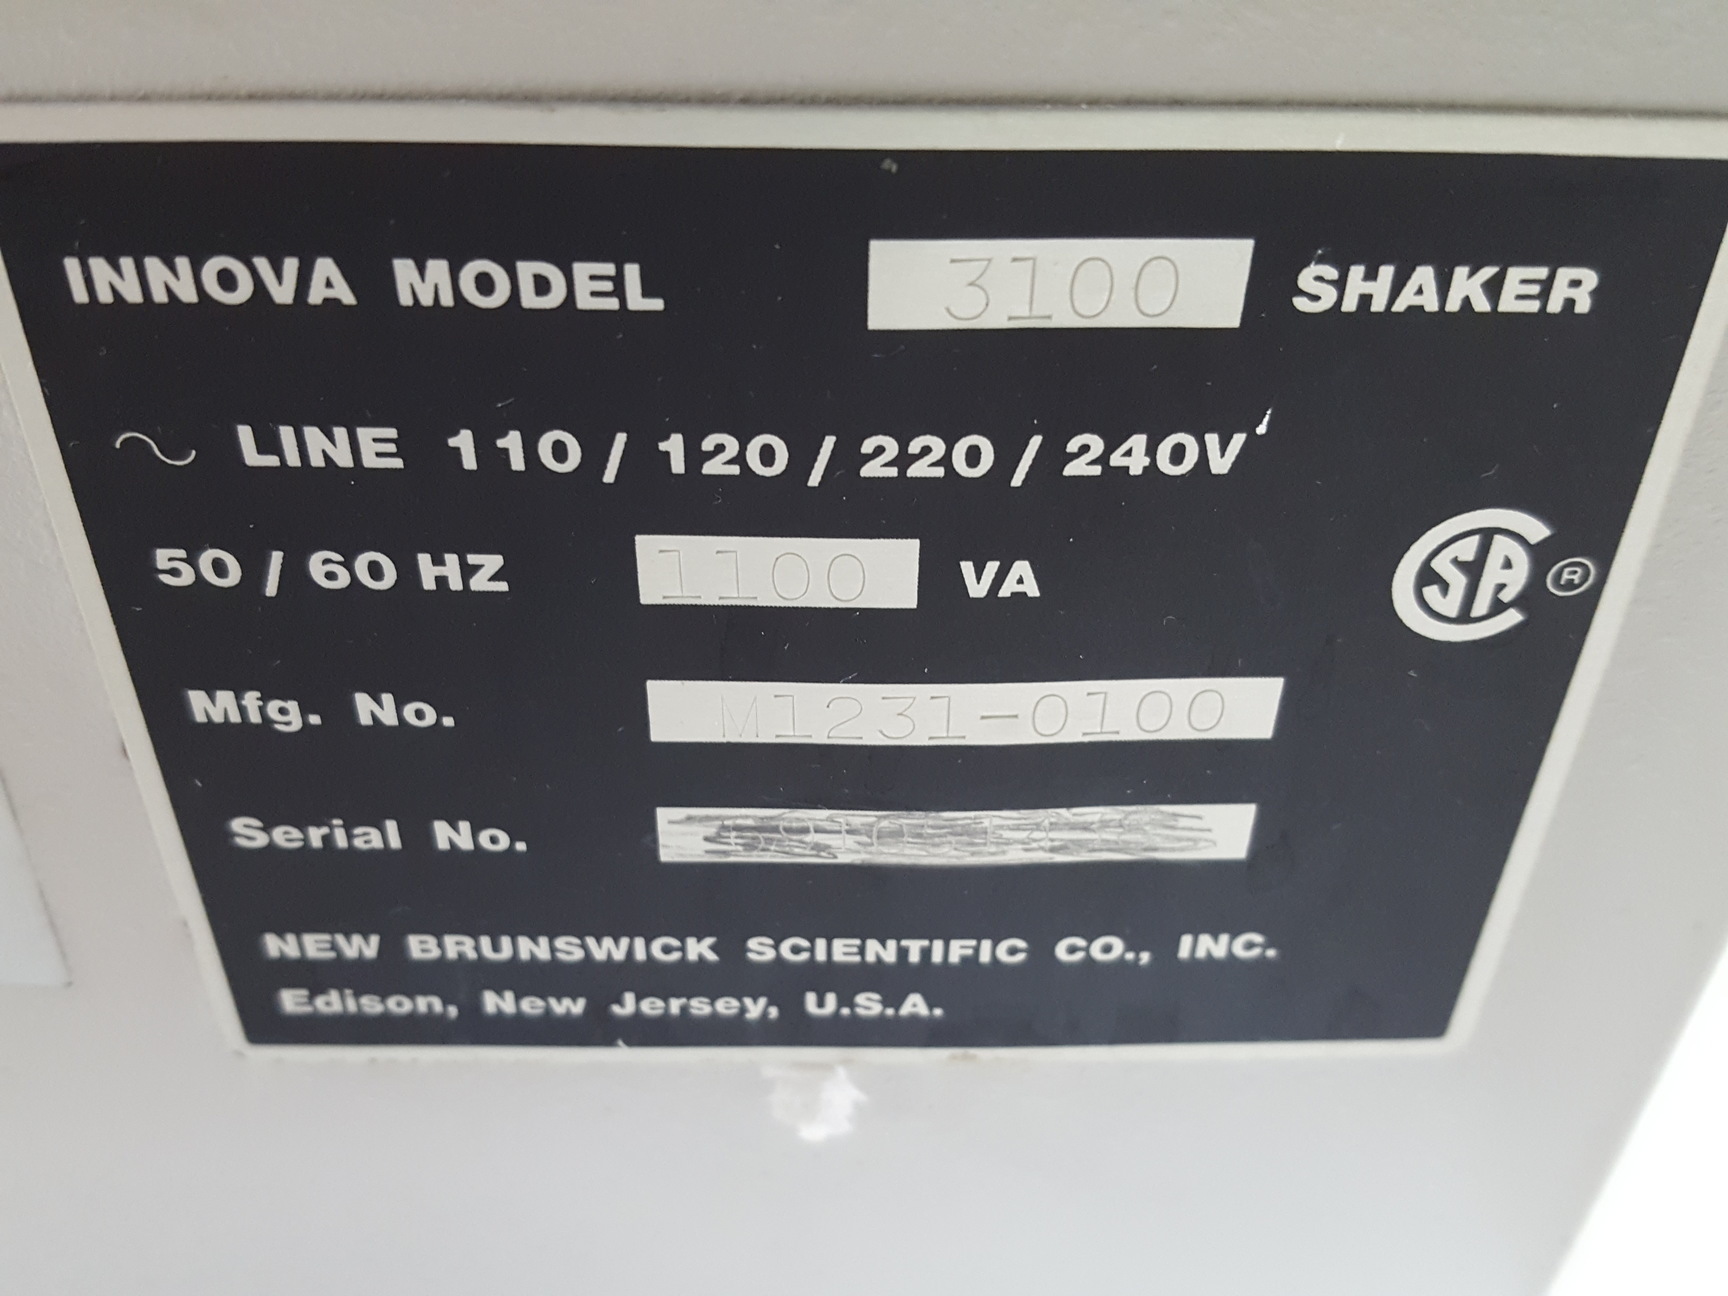 INNOVA MODEL 3100 SHAKER
~ LINE 110 / 120 / 220 / 240V
50 / 60 HZ 1100 VA
CSA ®
Mfg. No. M1231-0100
Serial No.
NEW BRUNSWICK SCIENTIFIC CO., INC.
Edison, New Jersey, U.S.A.